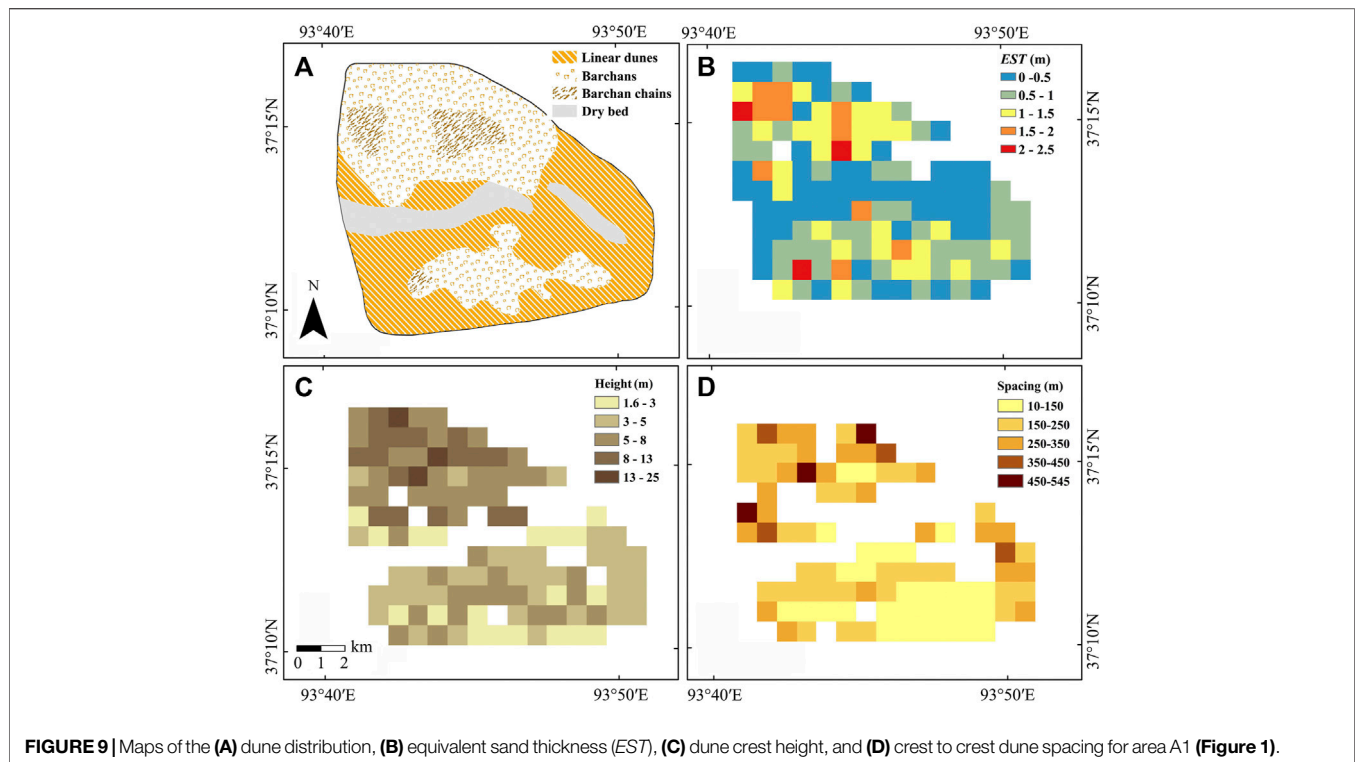 93°40′E 93°50′E 93°40′E 93°50′E
A
Linear dunes
Barchans
Barchan chains
Dry bed
37°15′N
37°10′N
N
B
EST (m)
0 -0.5
0.5 - 1
1 - 1.5
1.5 - 2
2 - 2.5
37°15′N
37°10′N
C
Height (m)
1.6 - 3
3 - 5
5 - 8
8 - 13
13 - 25
37°15′N
37°10′N
km
0 1 2
D
Spacing (m)
10-150
150-250
250-350
350-450
450-545
37°15′N
37°10′N
93°40′E 93°50′E 93°40′E 93°50′E
FIGURE 9 | Maps of the (A) dune distribution, (B) equivalent sand thickness (EST), (C) dune crest height, and (D) crest to crest dune spacing for area A1 (Figure 1).